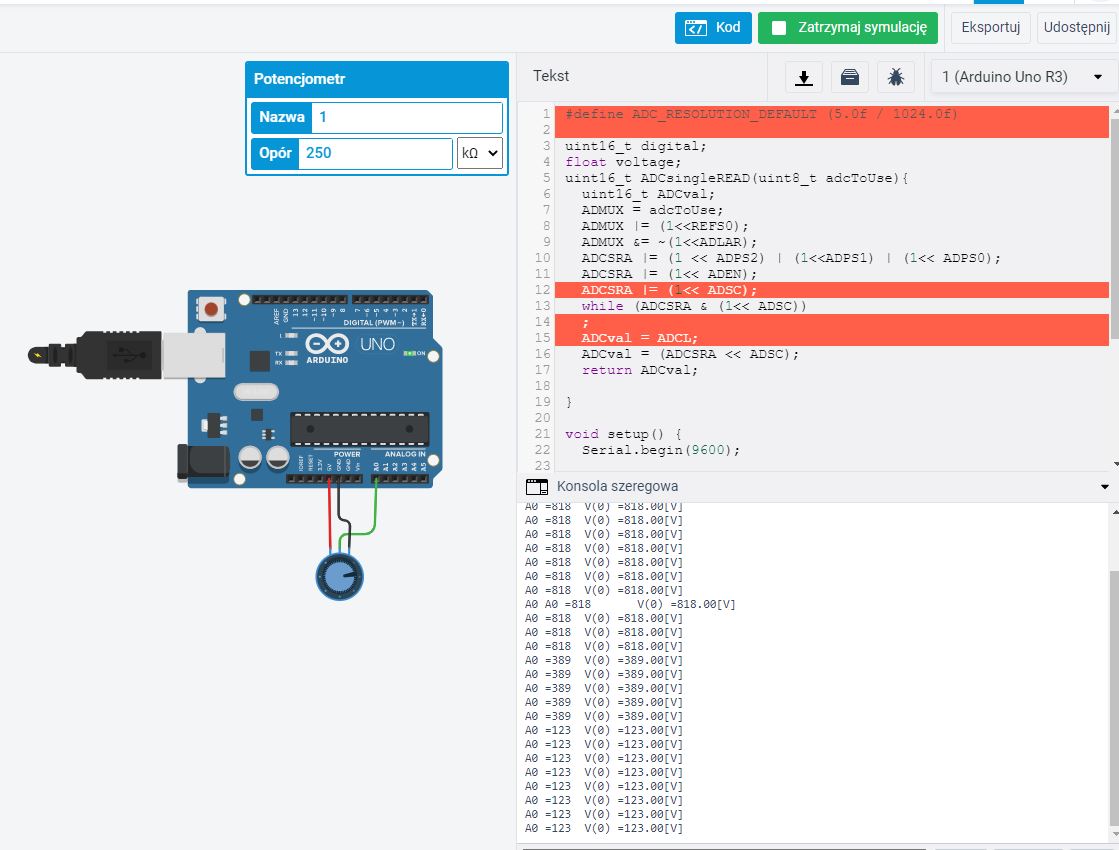 Kod
Zatrzymaj symulację
Eksportuj
Udostępnij
Potencjometr
Nazwa 1
Opór 250 kΩ
Tekst
1 (Arduino Uno R3)
1 #define ADC_RESOLUTION_DEFAULT (5.0f / 1024.0f)
2
3 uint16_t digital;
4 float voltage;
5 uint16_t ADCsingleREAD(uint8_t adcToUse){
6 uint16_t ADCval;
7 ADMUX = adcToUse;
8 ADMUX |= (1<<REFS0);
9 ADMUX &= ~(1<<ADLAR);
10 ADCSRA |= (1 << ADPS2) | (1<<ADPS1) | (1<< ADPS0);
11 ADCSRA |= (1<< ADEN);
12 ADCSRA |= (1<< ADSC);
13 while (ADCSRA & (1<< ADSC))
14 ;
15 ADCval = ADCL;
16 ADCval = (ADCSRA << ADSC);
17 return ADCval;
18
19 }
20
21 void setup() {
22 Serial.begin(9600);
23
AREF
GND
13
12
~11
~10
~9
8
7
~6
~5
4
~3
2
TX→1
RX←0
DIGITAL (PWM~)
L
TX
RX
UNO
ON
ARDUINO
POWER
ANALOG IN
IOREF
RESET
3.3V
5V
GND
GND
Vin
A0
A1
A2
A3
A4
A5
Konsola szeregowa
A0 =818 V(0) =818.00[V]
A0 =818 V(0) =818.00[V]
A0 =818 V(0) =818.00[V]
A0 =818 V(0) =818.00[V]
A0 =818 V(0) =818.00[V]
A0 =818 V(0) =818.00[V]
A0 =818 V(0) =818.00[V]
A0 A0 =818 V(0) =818.00[V]
A0 =818 V(0) =818.00[V]
A0 =818 V(0) =818.00[V]
A0 =818 V(0) =818.00[V]
A0 =389 V(0) =389.00[V]
A0 =389 V(0) =389.00[V]
A0 =389 V(0) =389.00[V]
A0 =389 V(0) =389.00[V]
A0 =389 V(0) =389.00[V]
A0 =123 V(0) =123.00[V]
A0 =123 V(0) =123.00[V]
A0 =123 V(0) =123.00[V]
A0 =123 V(0) =123.00[V]
A0 =123 V(0) =123.00[V]
A0 =123 V(0) =123.00[V]
A0 =123 V(0) =123.00[V]
A0 =123 V(0) =123.00[V]